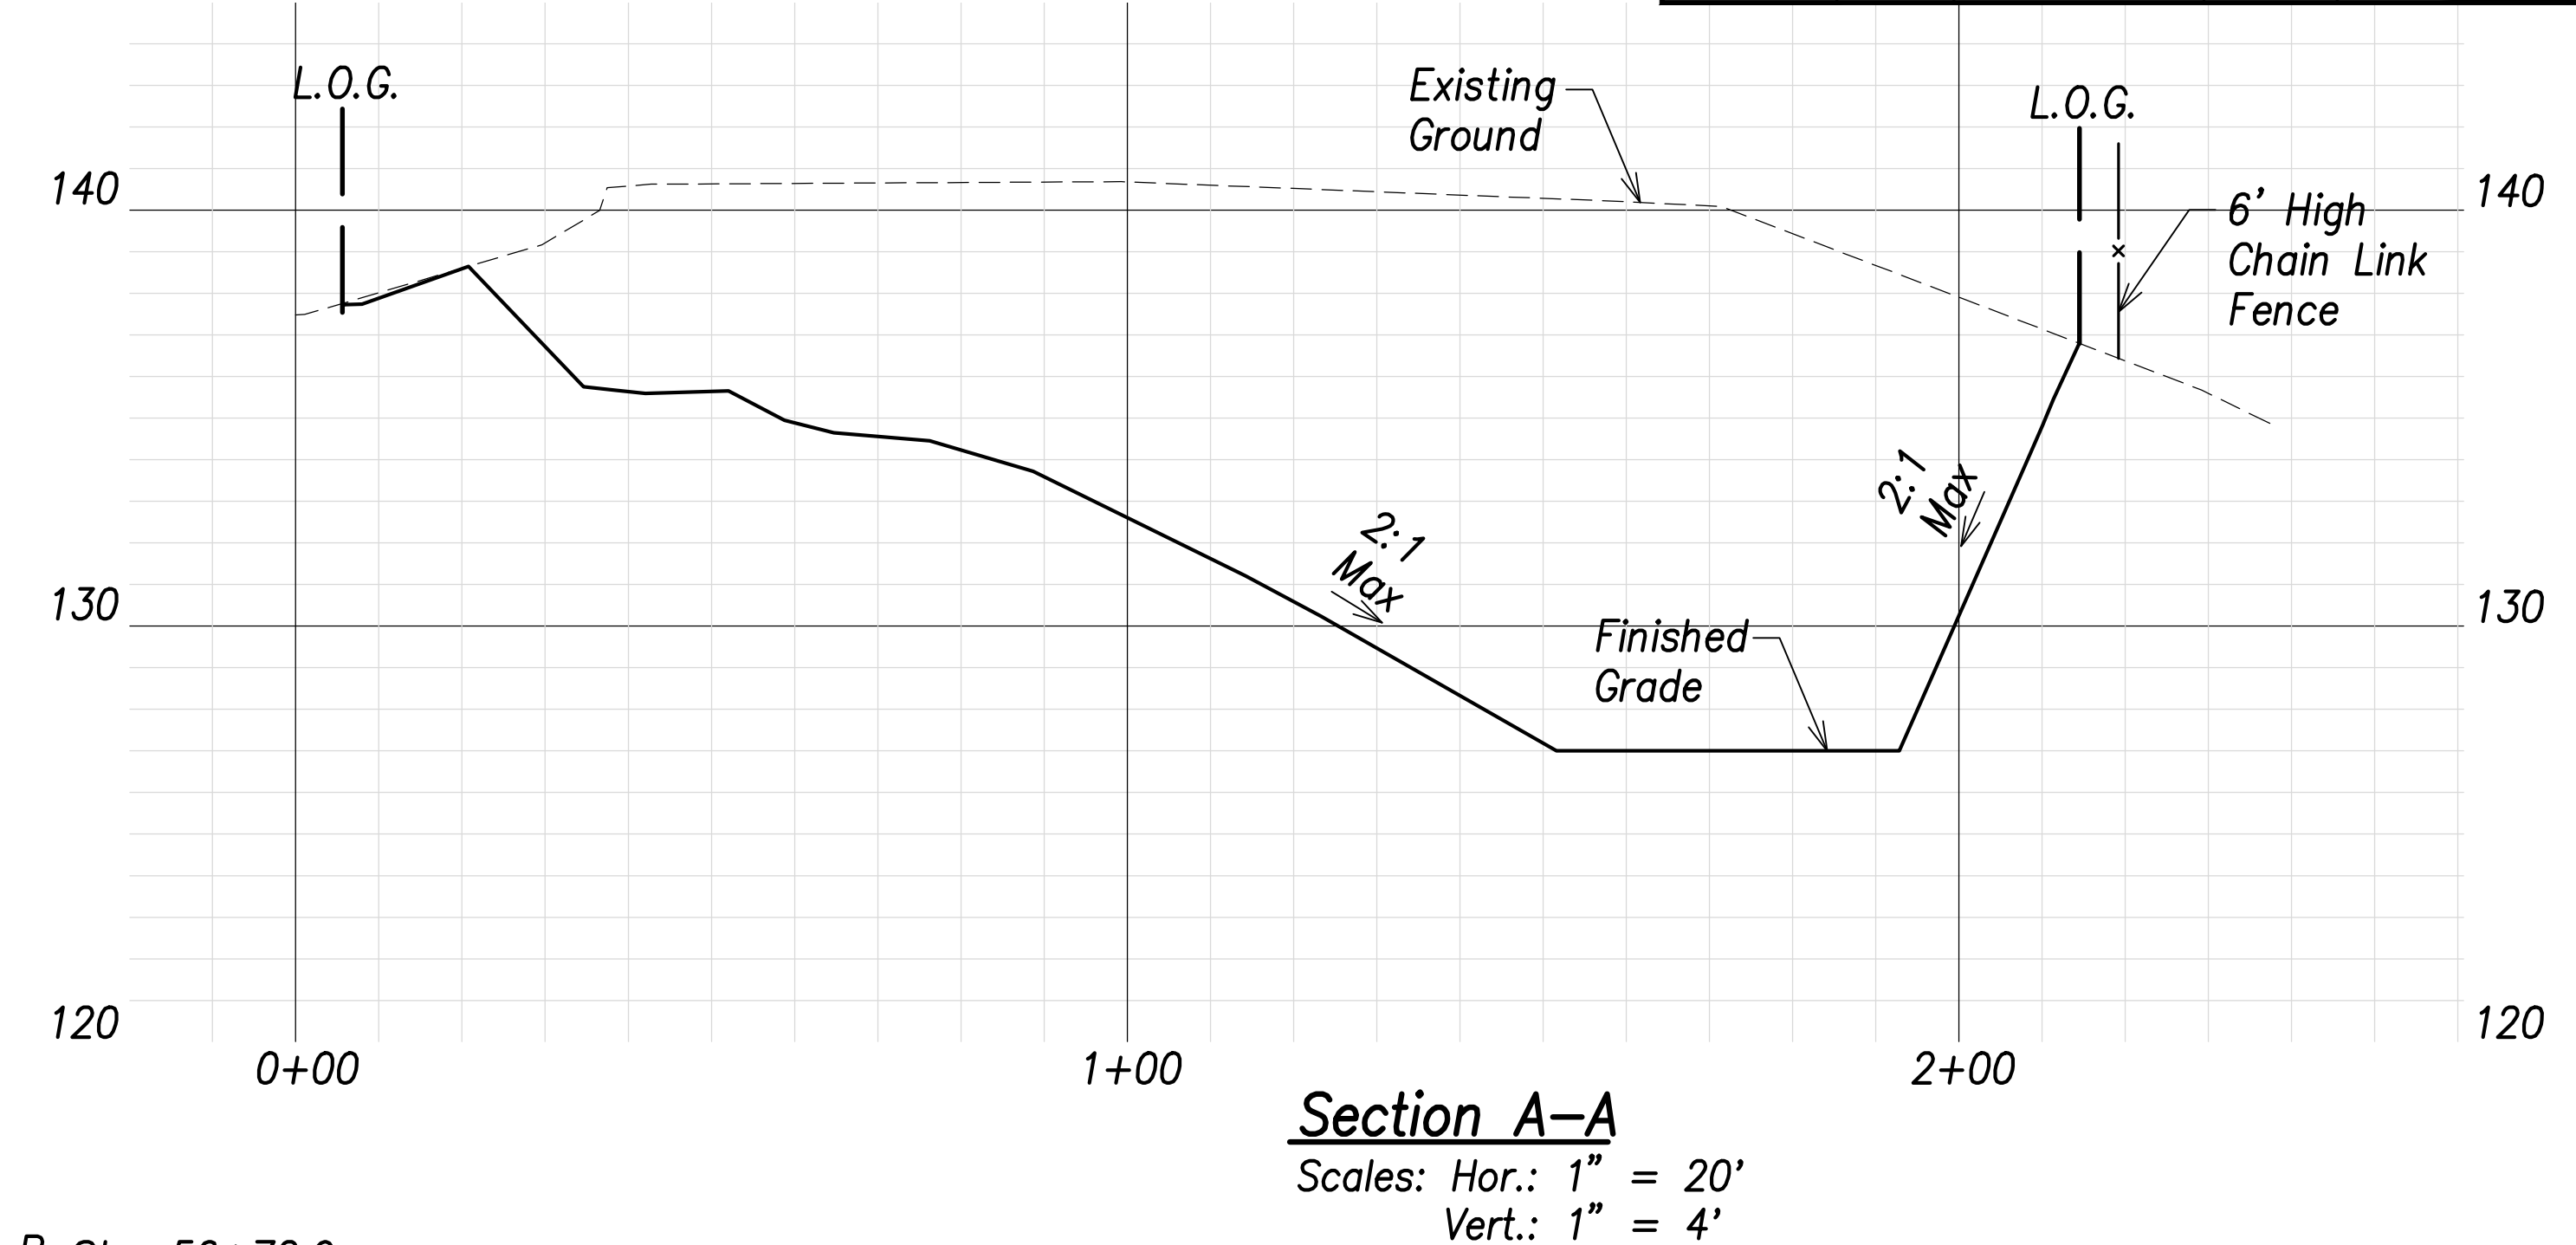 L.O.G.
Existing
Ground
L.O.G.
140
140
6' High
Chain Link
Fence
2:1
Max
2:1
Max
130
130
Finished
Grade
120
120
0+00
1+00
2+00
Section A-A
Scales: Hor.: 1" = 20'
Vert.: 1" = 4'